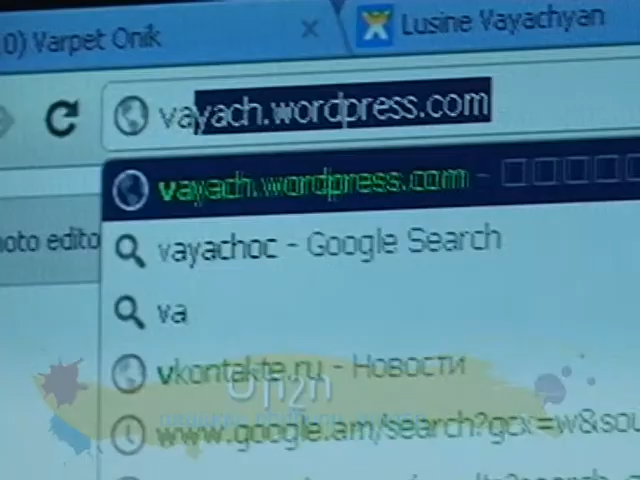 0) Varpet Onik
Lusine Vayachyan
vayach.wordpress.com
vayach.wordpress.com -
oto edito
vayachoc - Google Search
va
vkontakte.ru - Новости
www.google.am/search?gcx=w&sou